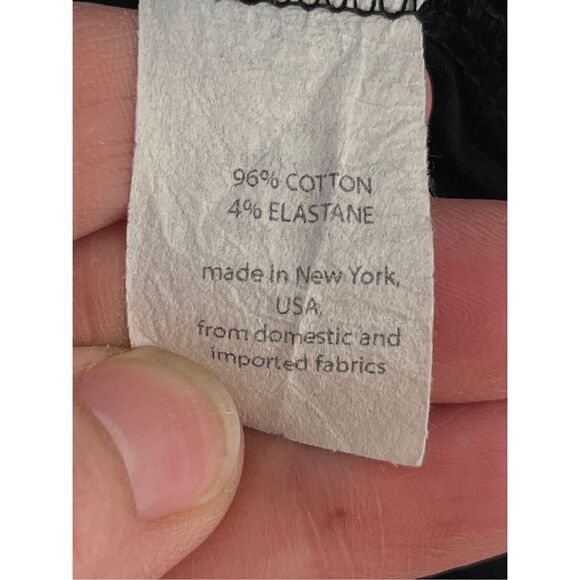 96% COTTON
4% ELASTANE
made in New York,
USA,
from domestic and
imported fabrics